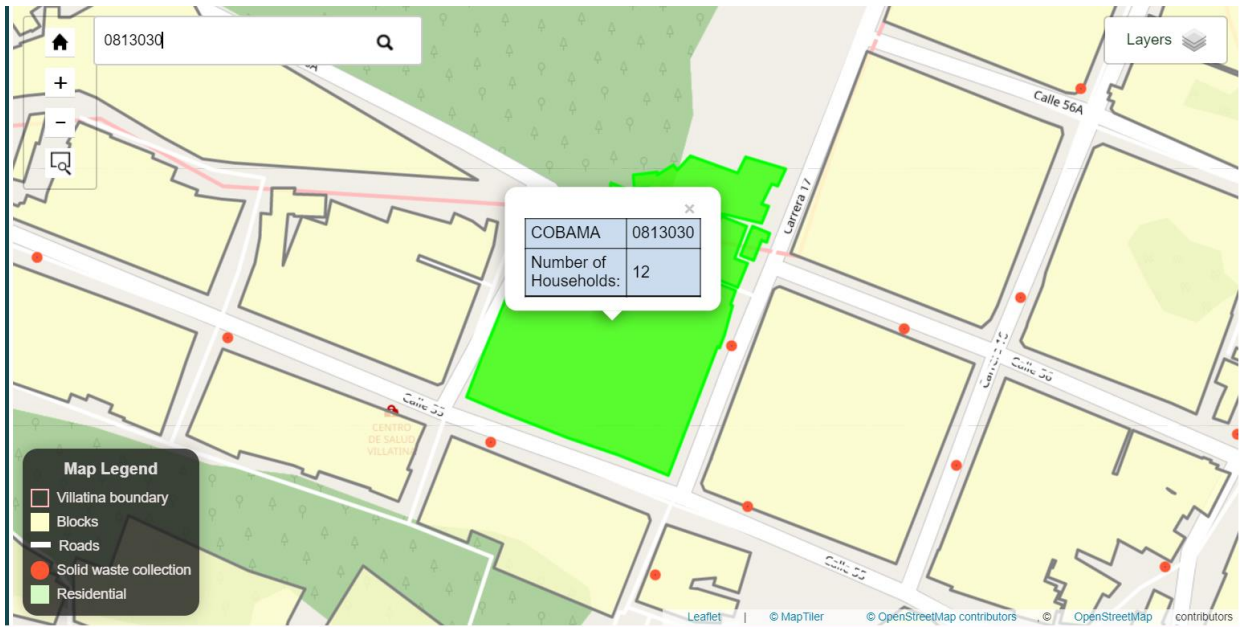 0813030
Layers
+
−
Calle 56A
Carrera 17
×
COBAMA 0813030
Number of
Households: 12
Calle 56
Calle 55
CENTRO
DE SALUD
VILLATINA
Calle 55
Map Legend
Villatina boundary
Blocks
Roads
Solid waste collection
Residential
Leaflet | © MapTiler © OpenStreetMap contributors , © OpenStreetMap contributors